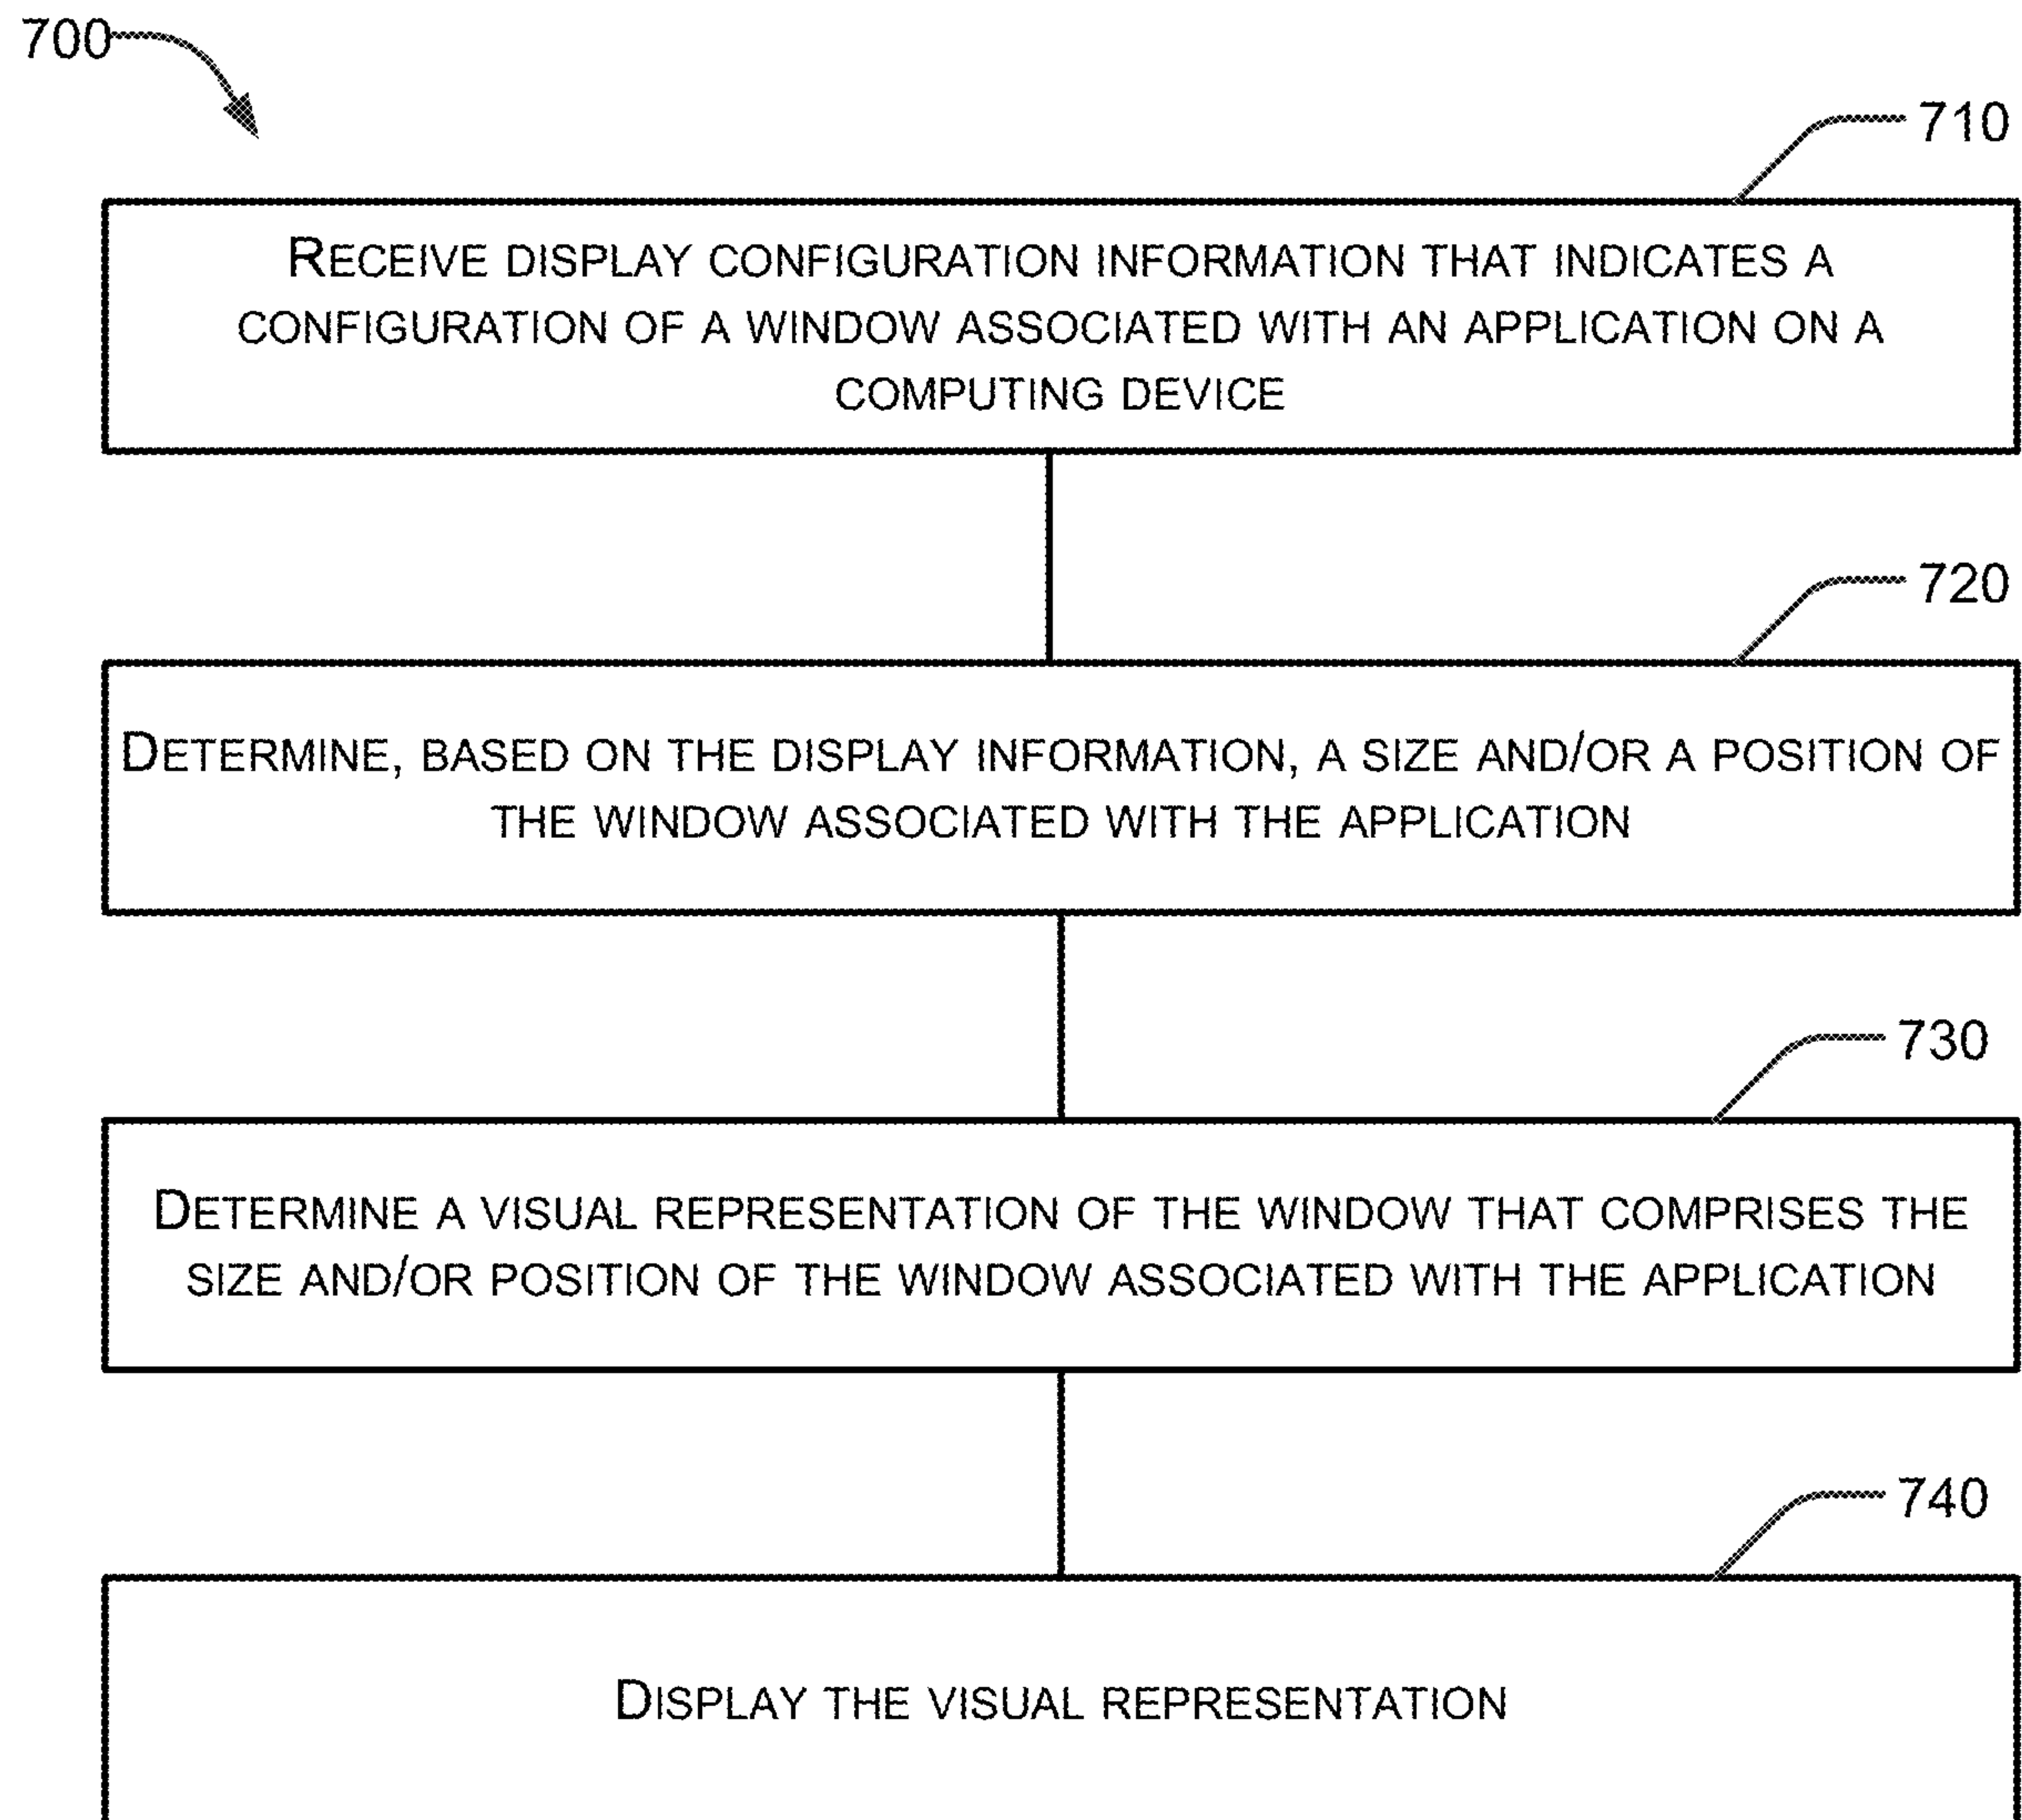 700
710
RECEIVE DISPLAY CONFIGURATION INFORMATION THAT INDICATES A
CONFIGURATION OF A WINDOW ASSOCIATED WITH AN APPLICATION ON A
COMPUTING DEVICE
720
DETERMINE, BASED ON THE DISPLAY INFORMATION, A SIZE AND/OR A POSITION OF
THE WINDOW ASSOCIATED WITH THE APPLICATION
730
DETERMINE A VISUAL REPRESENTATION OF THE WINDOW THAT COMPRISES THE
SIZE AND/OR POSITION OF THE WINDOW ASSOCIATED WITH THE APPLICATION
740
DISPLAY THE VISUAL REPRESENTATION